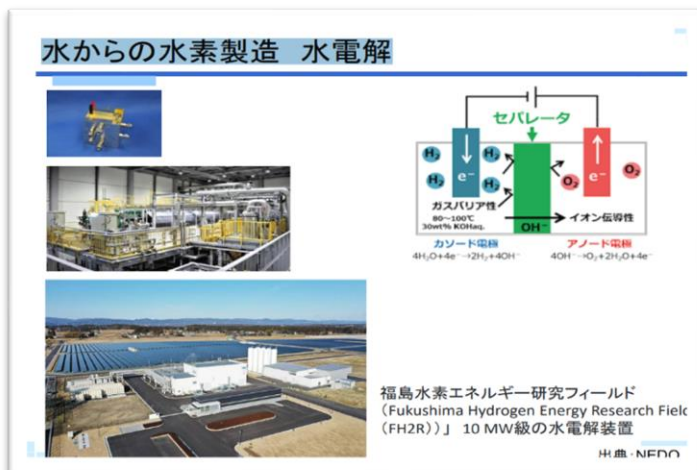 水からの水素製造 水電解
セパレータ
H₂
H₂
H₂
H₂
e⁻
e⁻
O₂
O₂
ガスバリア性
80～100℃
30wt% KOHaq.
イオン伝導性
OH⁻
カソード電極
アノード電極
4H₂O+4e⁻→2H₂+4OH⁻
4OH⁻→O₂+2H₂O+4e⁻
福島水素エネルギー研究フィールド
（Fukushima Hydrogen Energy Research Field
（FH2R））」 10 MW級の水電解装置
出典：NEDO